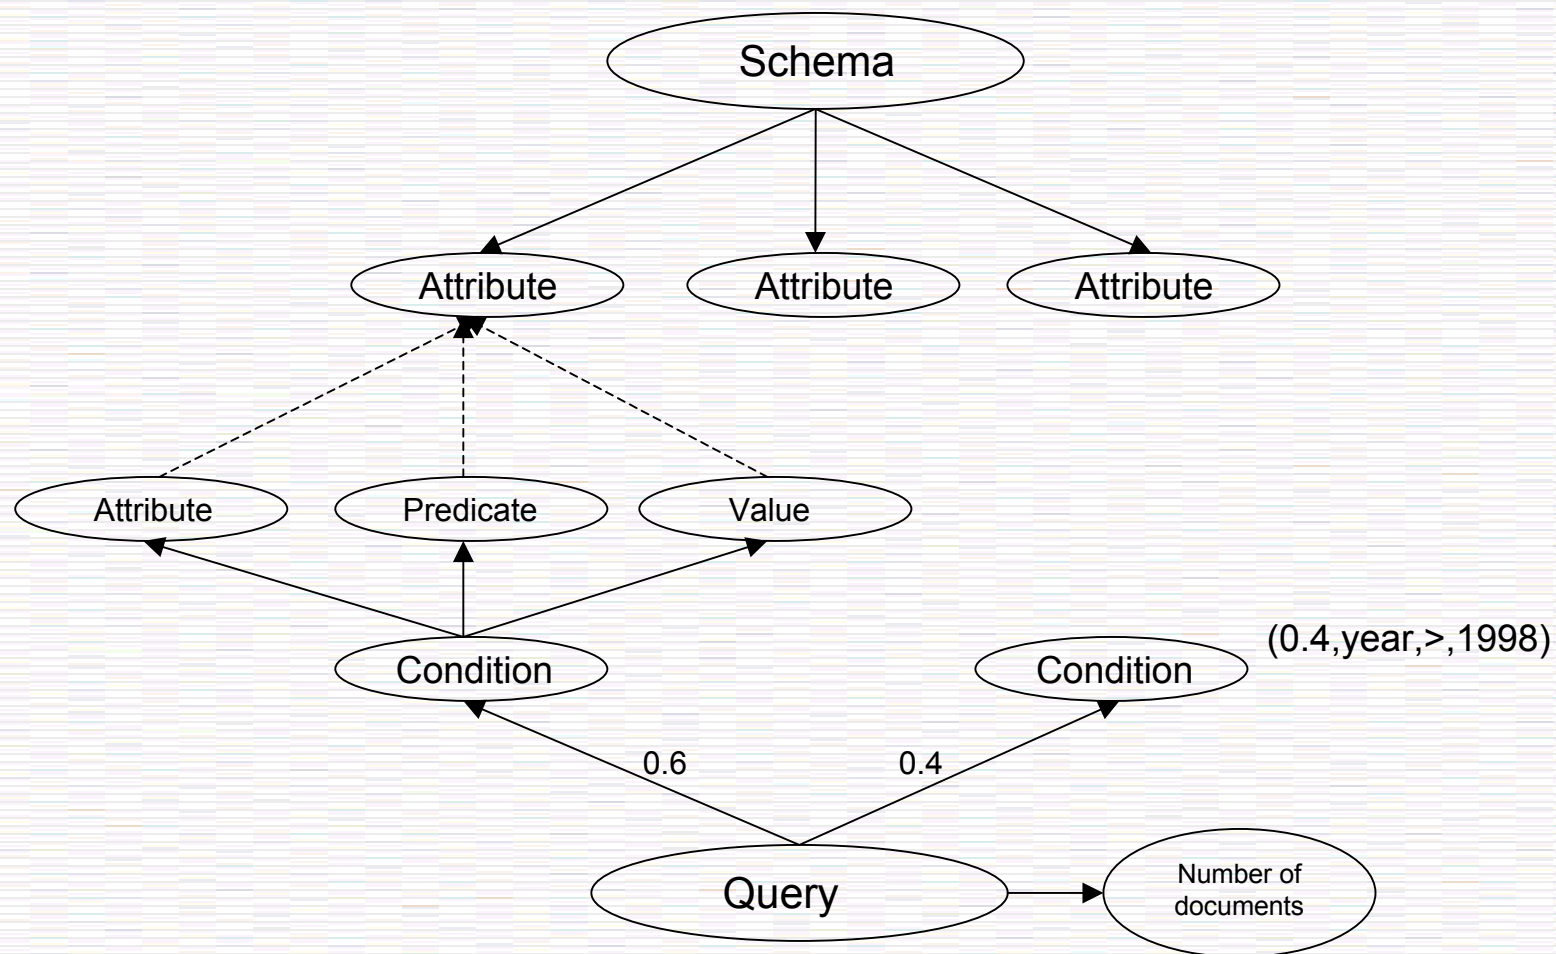 Schema
Attribute
Attribute
Attribute
Attribute
Predicate
Value
(0.4,year,>,1998)
Condition
Condition
0.6
0.4
Query
Number of
documents